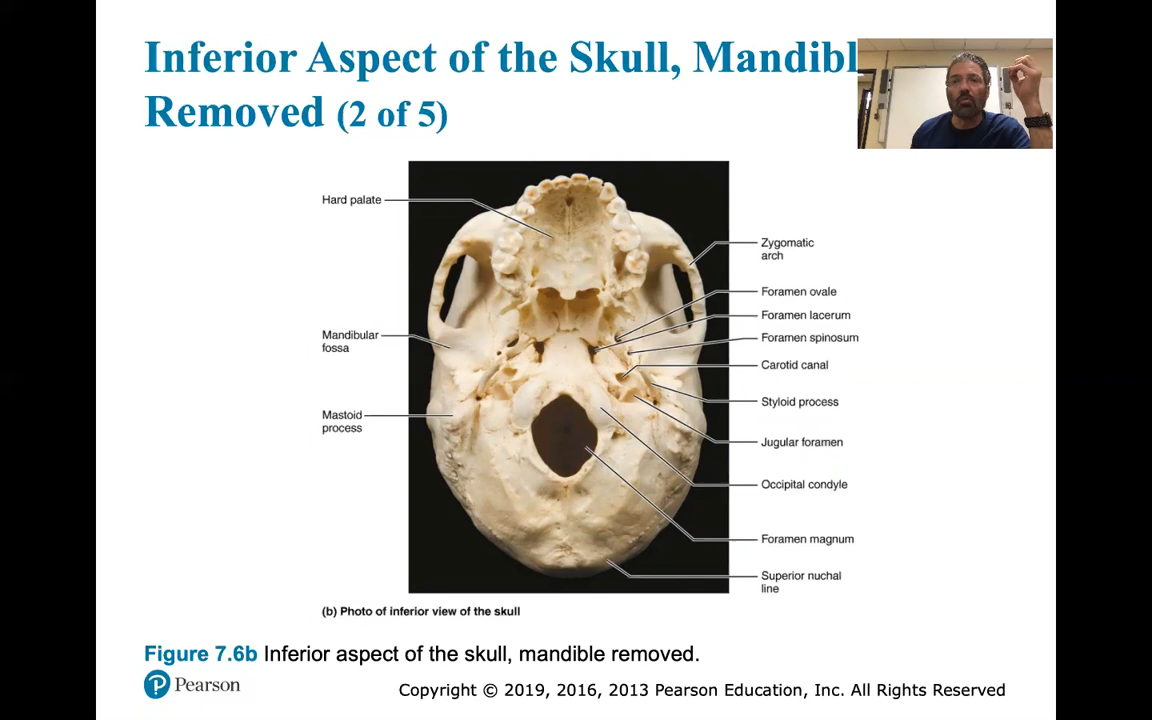 Inferior Aspect of the Skull, Mandibl
Removed (2 of 5)
Hard palate
Zygomatic
arch
Foramen ovale
Foramen lacerum
Mandibular
fossa
Foramen spinosum
Carotid canal
Styloid process
Mastoid
process
Jugular foramen
Occipital condyle
Foramen magnum
Superior nuchal
line
(b) Photo of inferior view of the skull
Figure 7.6b Inferior aspect of the skull, mandible removed.
P Pearson
Copyright © 2019, 2016, 2013 Pearson Education, Inc. All Rights Reserved